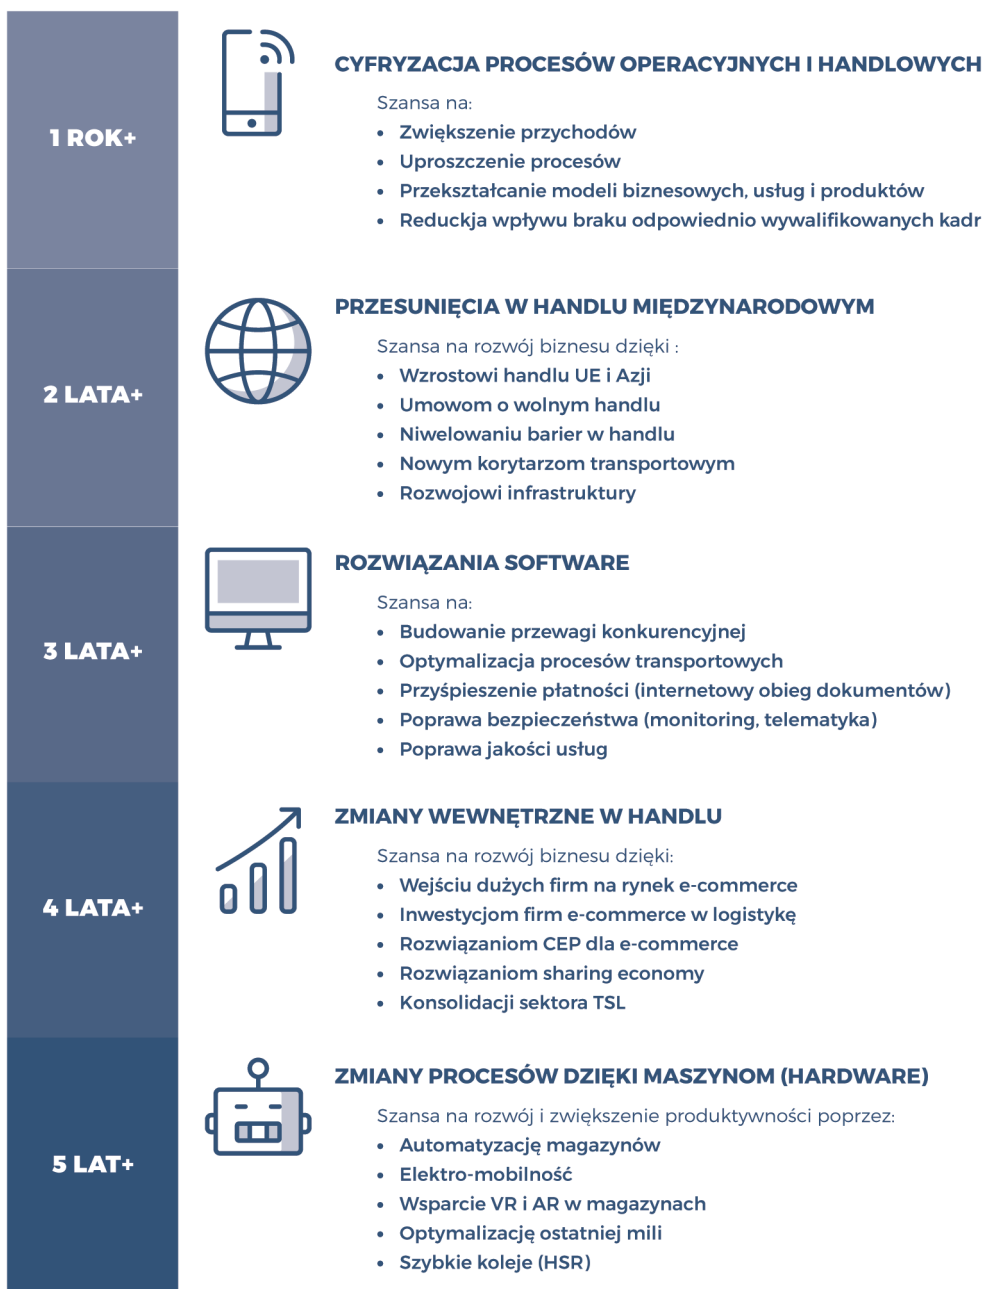 1 ROK+
CYFRYZACJA PROCESÓW OPERACYJNYCH I HANDLOWYCH
Szansa na:
• Zwiększenie przychodów
• Uproszczenie procesów
• Przekształcanie modeli biznesowych, usług i produktów
• Reduckja wpływu braku odpowiednio wywalifikowanych kadr
2 LATA+
PRZESUNIĘCIA W HANDLU MIĘDZYNARODOWYM
Szansa na rozwój biznesu dzięki :
• Wzrostowi handlu UE i Azji
• Umowom o wolnym handlu
• Niwelowaniu barier w handlu
• Nowym korytarzom transportowym
• Rozwojowi infrastruktury
3 LATA+
ROZWIĄZANIA SOFTWARE
Szansa na:
• Budowanie przewagi konkurencyjnej
• Optymalizacja procesów transportowych
• Przyśpieszenie płatności (internetowy obieg dokumentów)
• Poprawa bezpieczeństwa (monitoring, telematyka)
• Poprawa jakości usług
4 LATA+
ZMIANY WEWNĘTRZNE W HANDLU
Szansa na rozwój biznesu dzięki:
• Wejściu dużych firm na rynek e-commerce
• Inwestycjom firm e-commerce w logistykę
• Rozwiązaniom CEP dla e-commerce
• Rozwiązaniom sharing economy
• Konsolidacji sektora TSL
5 LAT+
ZMIANY PROCESÓW DZIĘKI MASZYNOM (HARDWARE)
Szansa na rozwój i zwiększenie produktywności poprzez:
• Automatyzację magazynów
• Elektro-mobilność
• Wsparcie VR i AR w magazynach
• Optymalizację ostatniej mili
• Szybkie koleje (HSR)